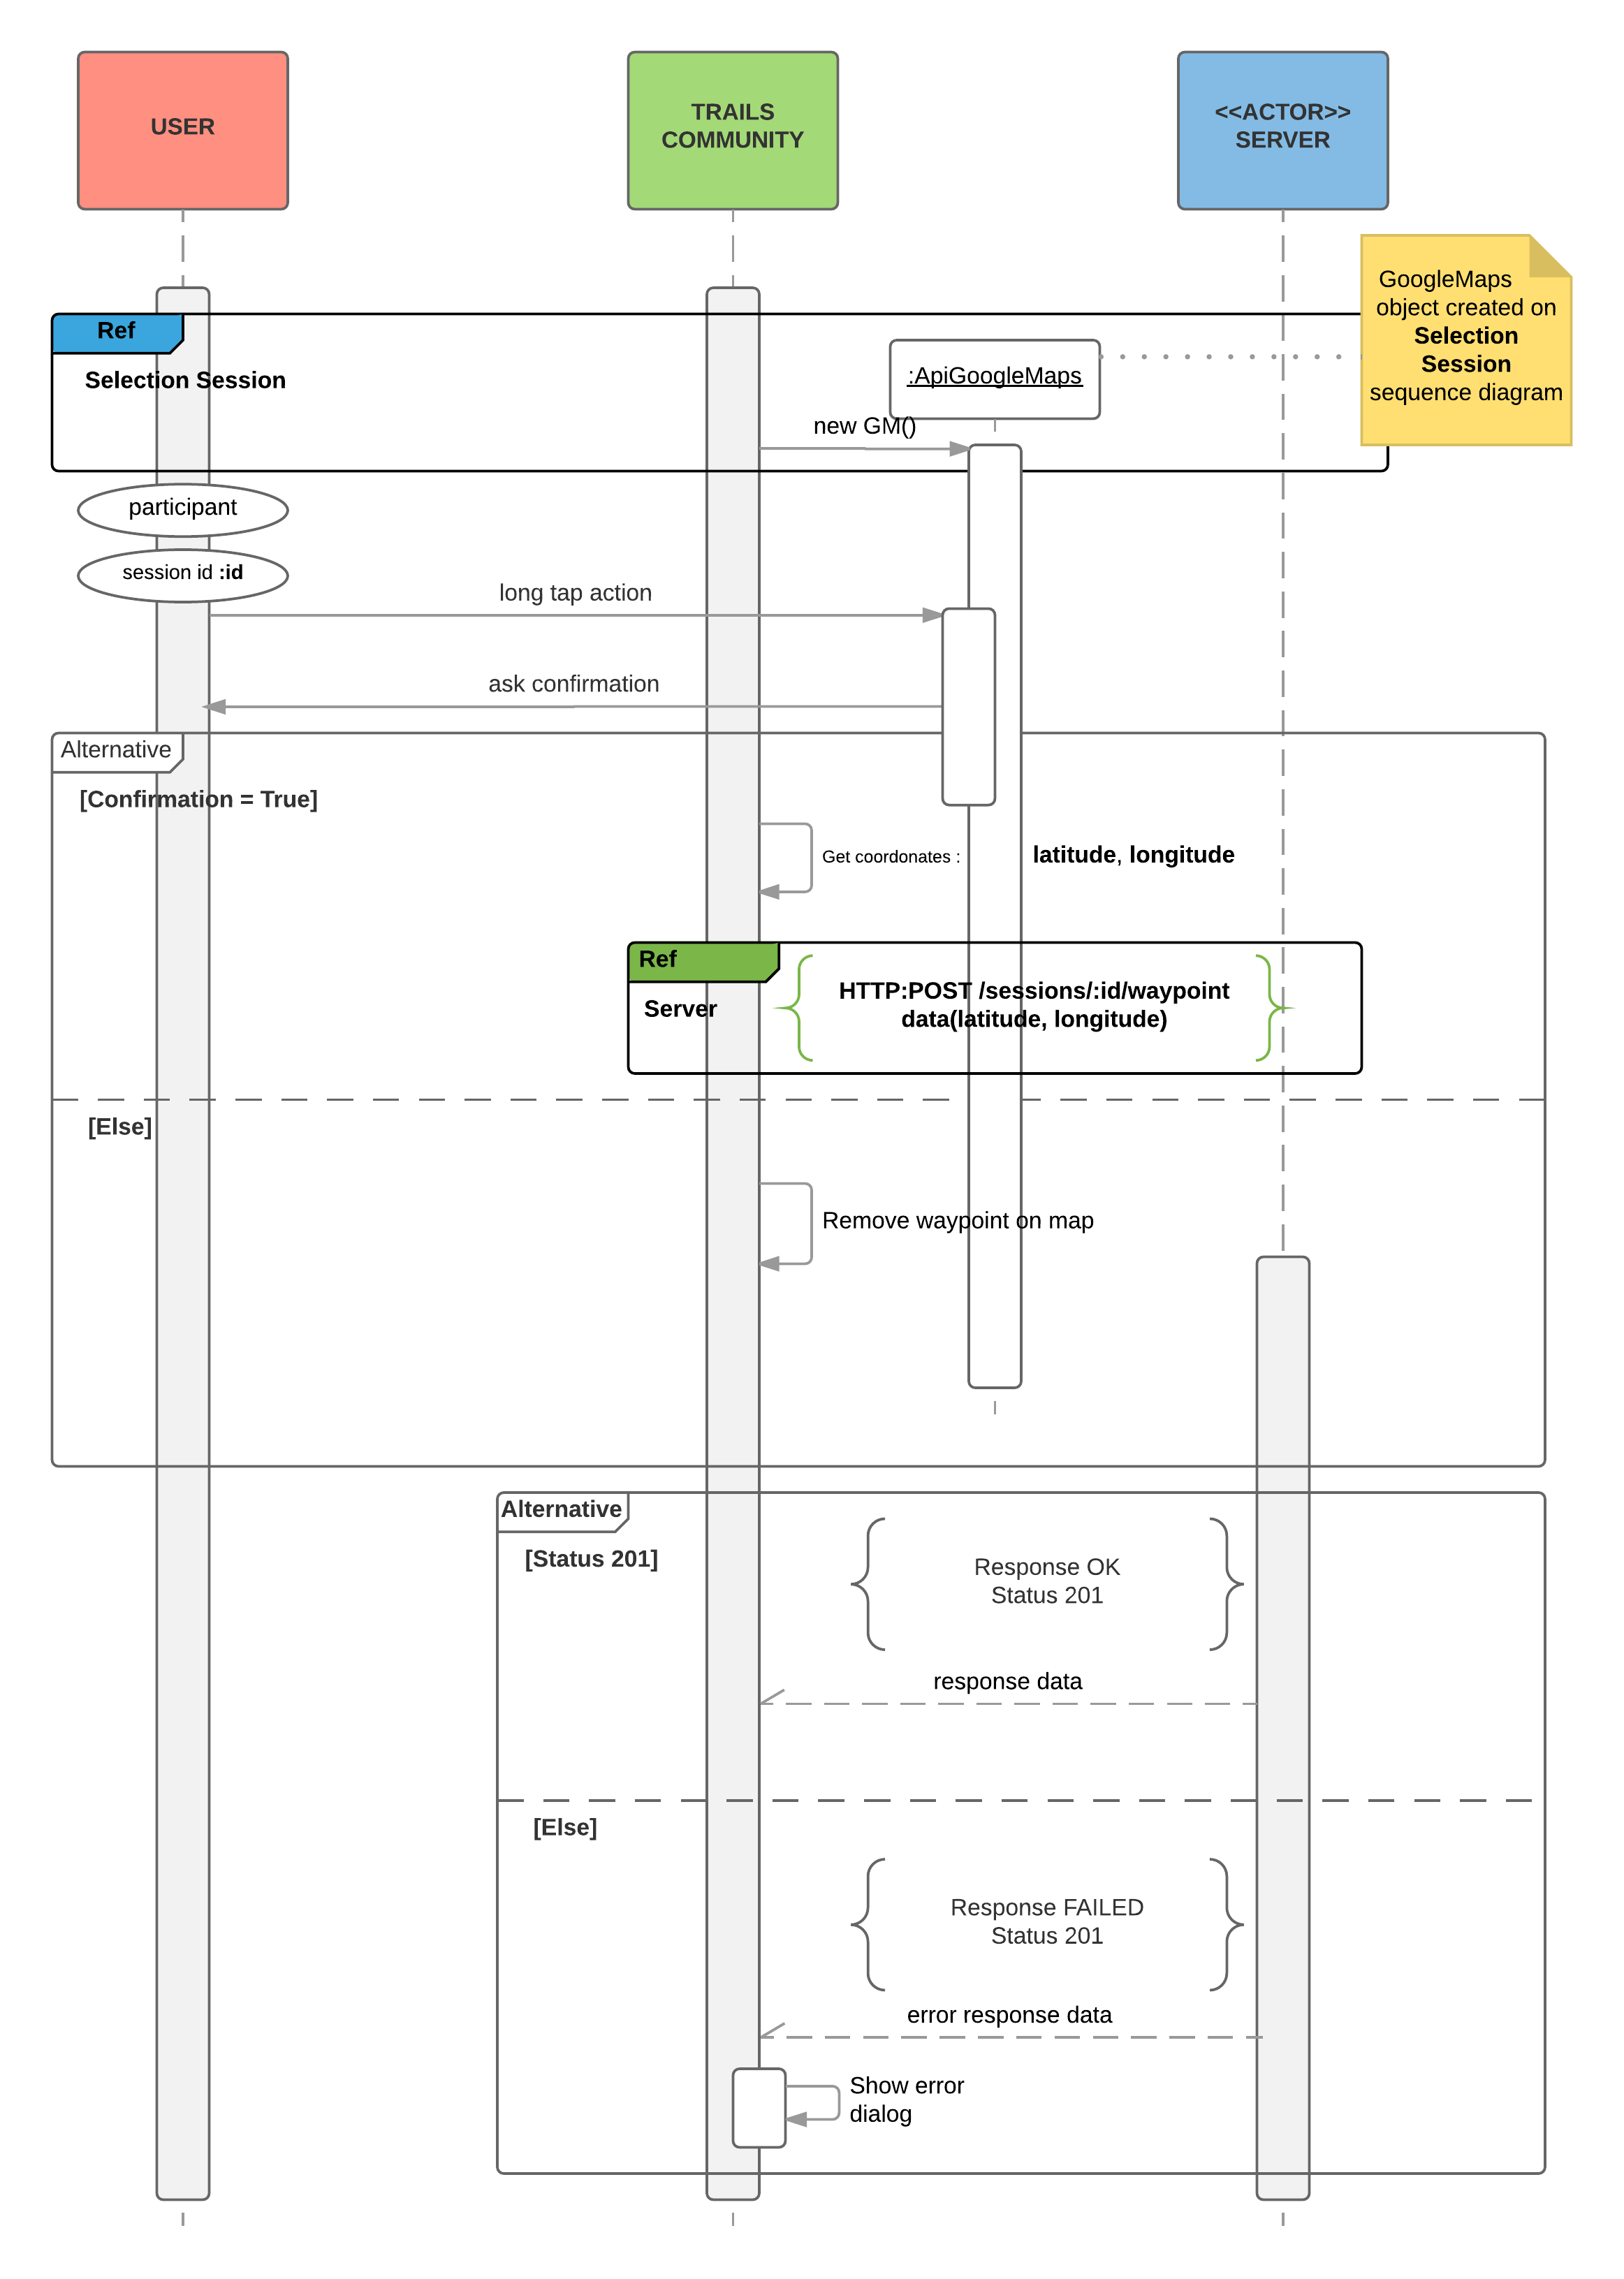 USER
TRAILS
COMMUNITY
<<ACTOR>>
SERVER
GoogleMaps
object created on
Selection
Session
sequence diagram
Ref
Selection Session
:ApiGoogleMaps
new GM()
participant
session id :id
long tap action
ask confirmation
Alternative
[Confirmation = True]
Get coordonates :
latitude, longitude
Ref
Server
HTTP:POST /sessions/:id/waypoint
data(latitude, longitude)
[Else]
Remove waypoint on map
Alternative
[Status 201]
Response OK
Status 201
response data
[Else]
Response FAILED
Status 201
error response data
Show error
dialog